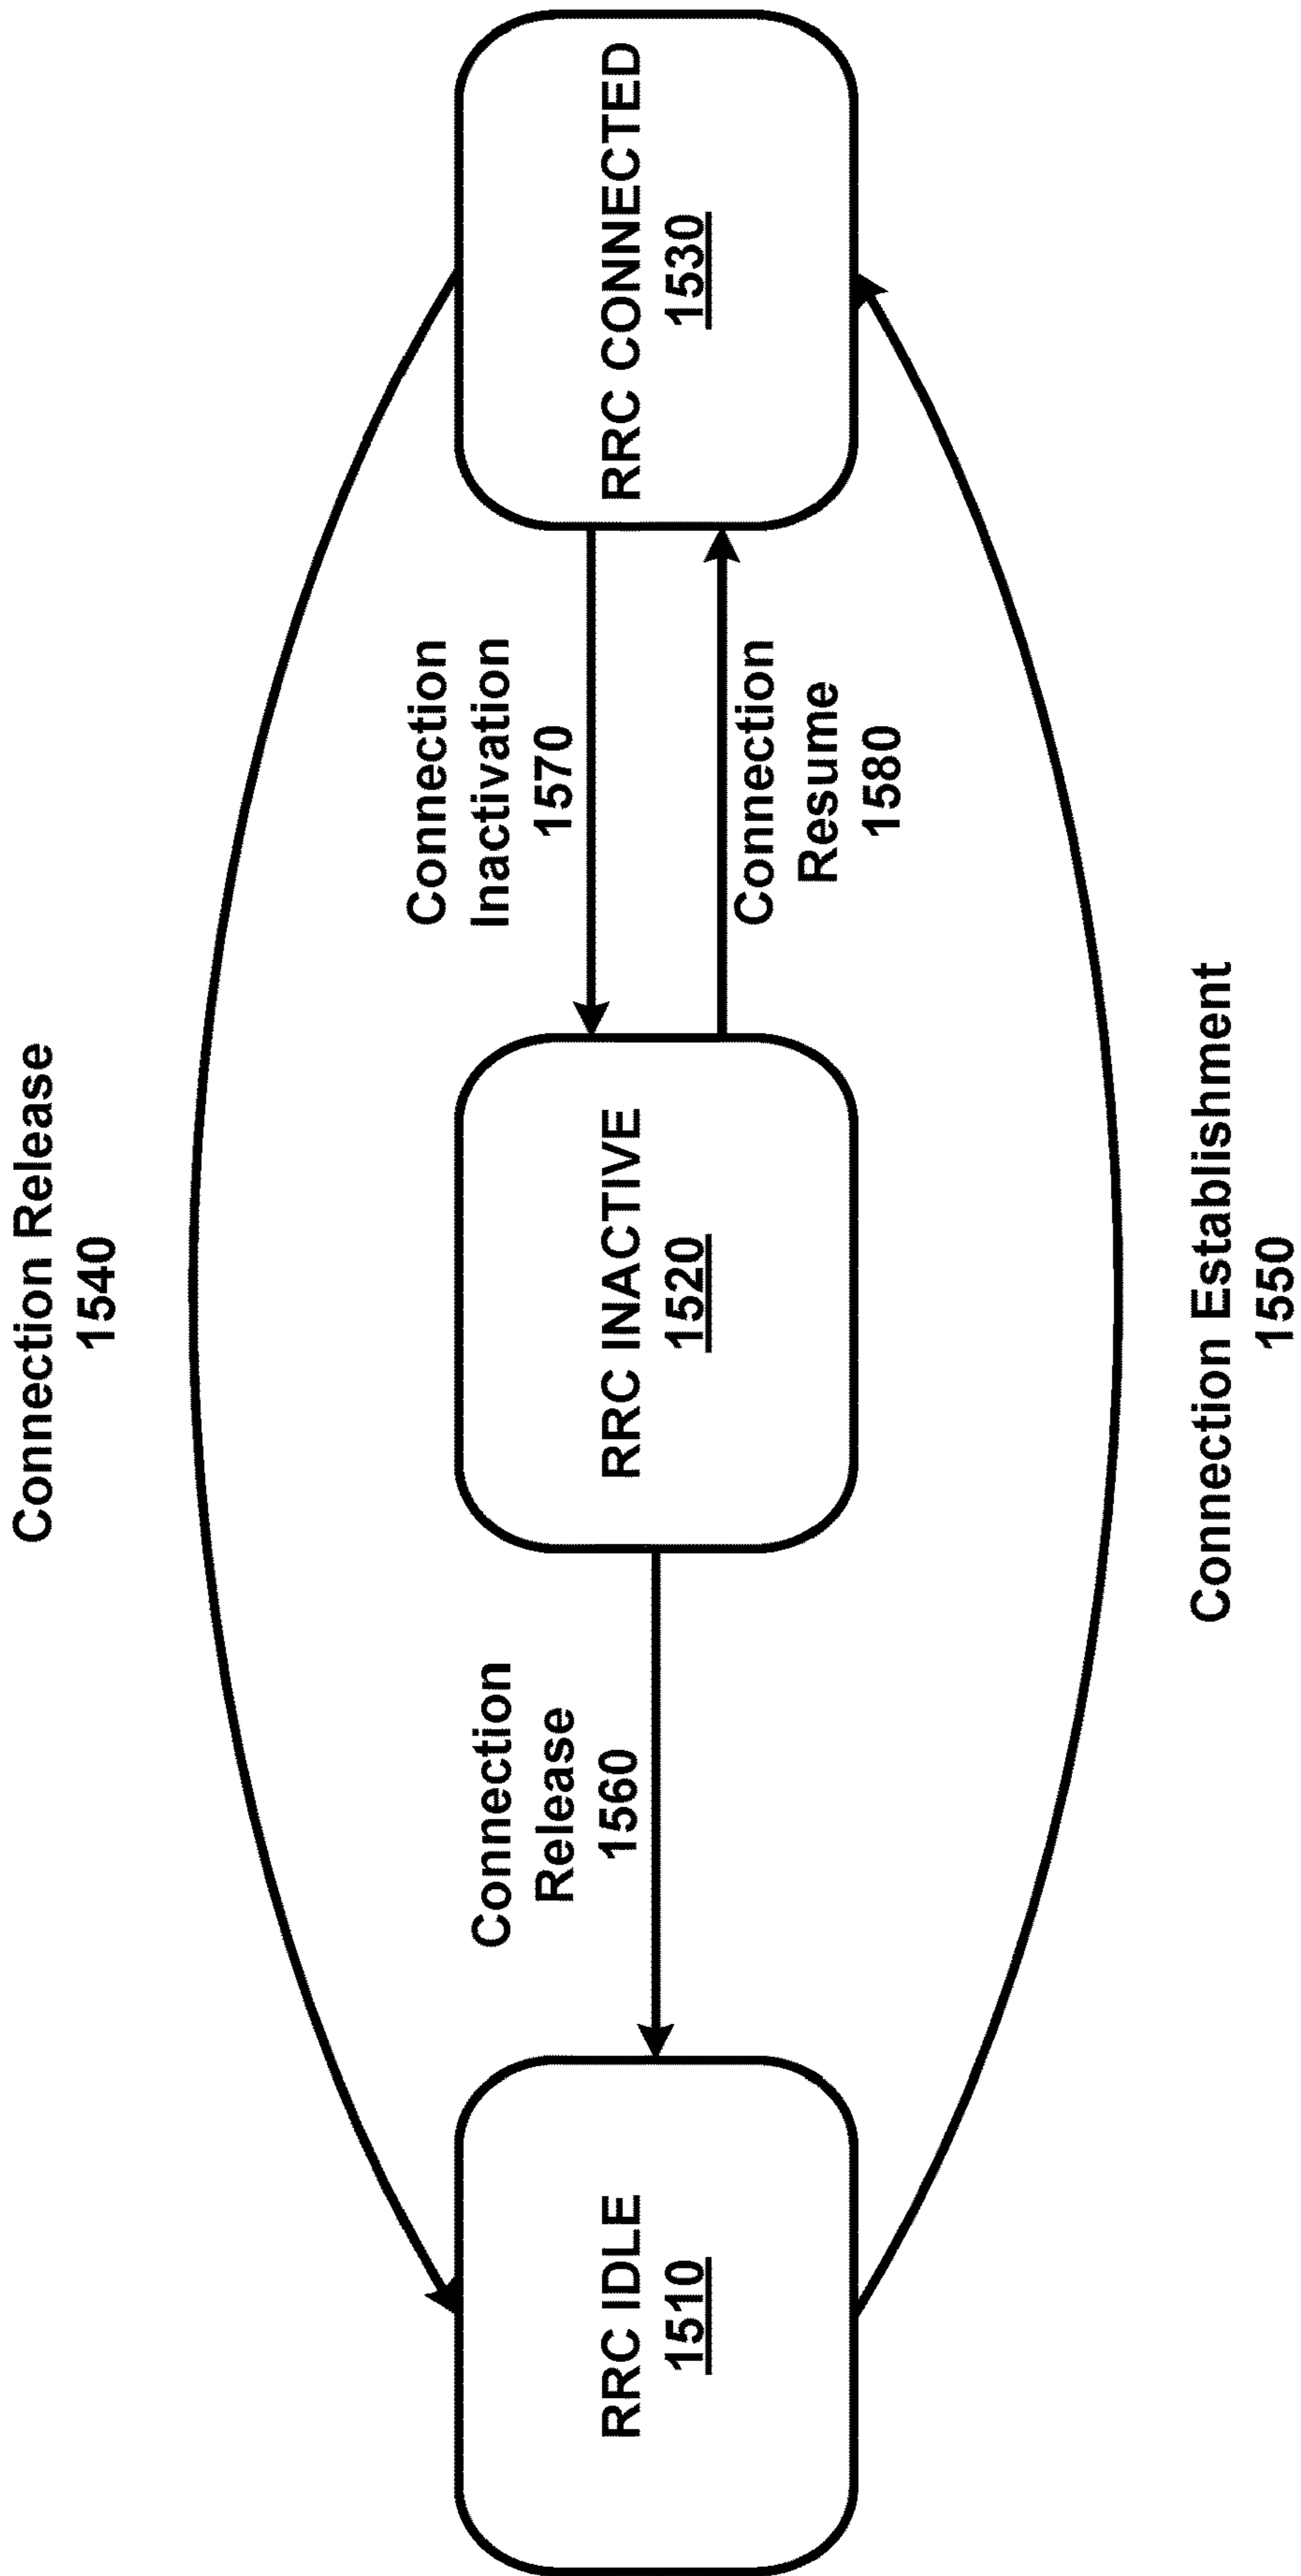 Connection Release
1540
RRC IDLE
1510
Connection
Release
1560
RRC INACTIVE
1520
Connection
Inactivation
1570
Connection
Resume
1580
RRC CONNECTED
1530
Connection Establishment
1550